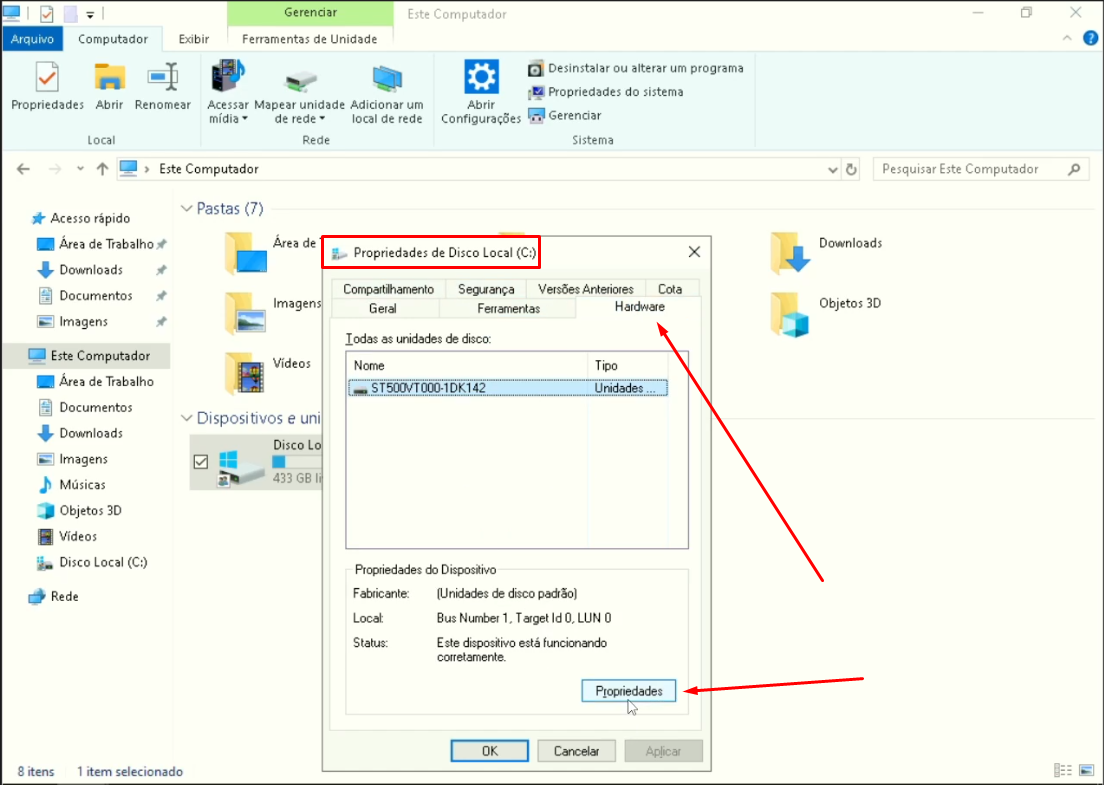 Gerenciar
Este Computador
Arquivo
Computador
Exibir
Ferramentas de Unidade
Propriedades
Abrir
Renomear
Acessar mídia
Mapear unidade de rede
Adicionar um local de rede
Abrir Configurações
Desinstalar ou alterar um programa
Propriedades do sistema
Gerenciar
Local
Rede
Sistema
Este Computador
Pesquisar Este Computador
Acesso rápido
Área de Trabalho
Downloads
Documentos
Imagens
Este Computador
Área de Trabalho
Documentos
Downloads
Imagens
Músicas
Objetos 3D
Vídeos
Disco Local (C:)
Rede
Pastas (7)
Área de
Imagens
Vídeos
Downloads
Objetos 3D
Dispositivos e uni
Disco Lo
433 GB li
Propriedades de Disco Local (C:)
Compartilhamento
Segurança
Versões Anteriores
Cota
Geral
Ferramentas
Hardware
Todas as unidades de disco:
Nome
Tipo
ST500VT000-1DK142
Unidades ...
Propriedades do Dispositivo
Fabricante:
(Unidades de disco padrão)
Local:
Bus Number 1, Target Id 0, LUN 0
Status:
Este dispositivo está funcionando
corretamente.
Propriedades
OK
Cancelar
Aplicar
8 itens
1 item selecionado